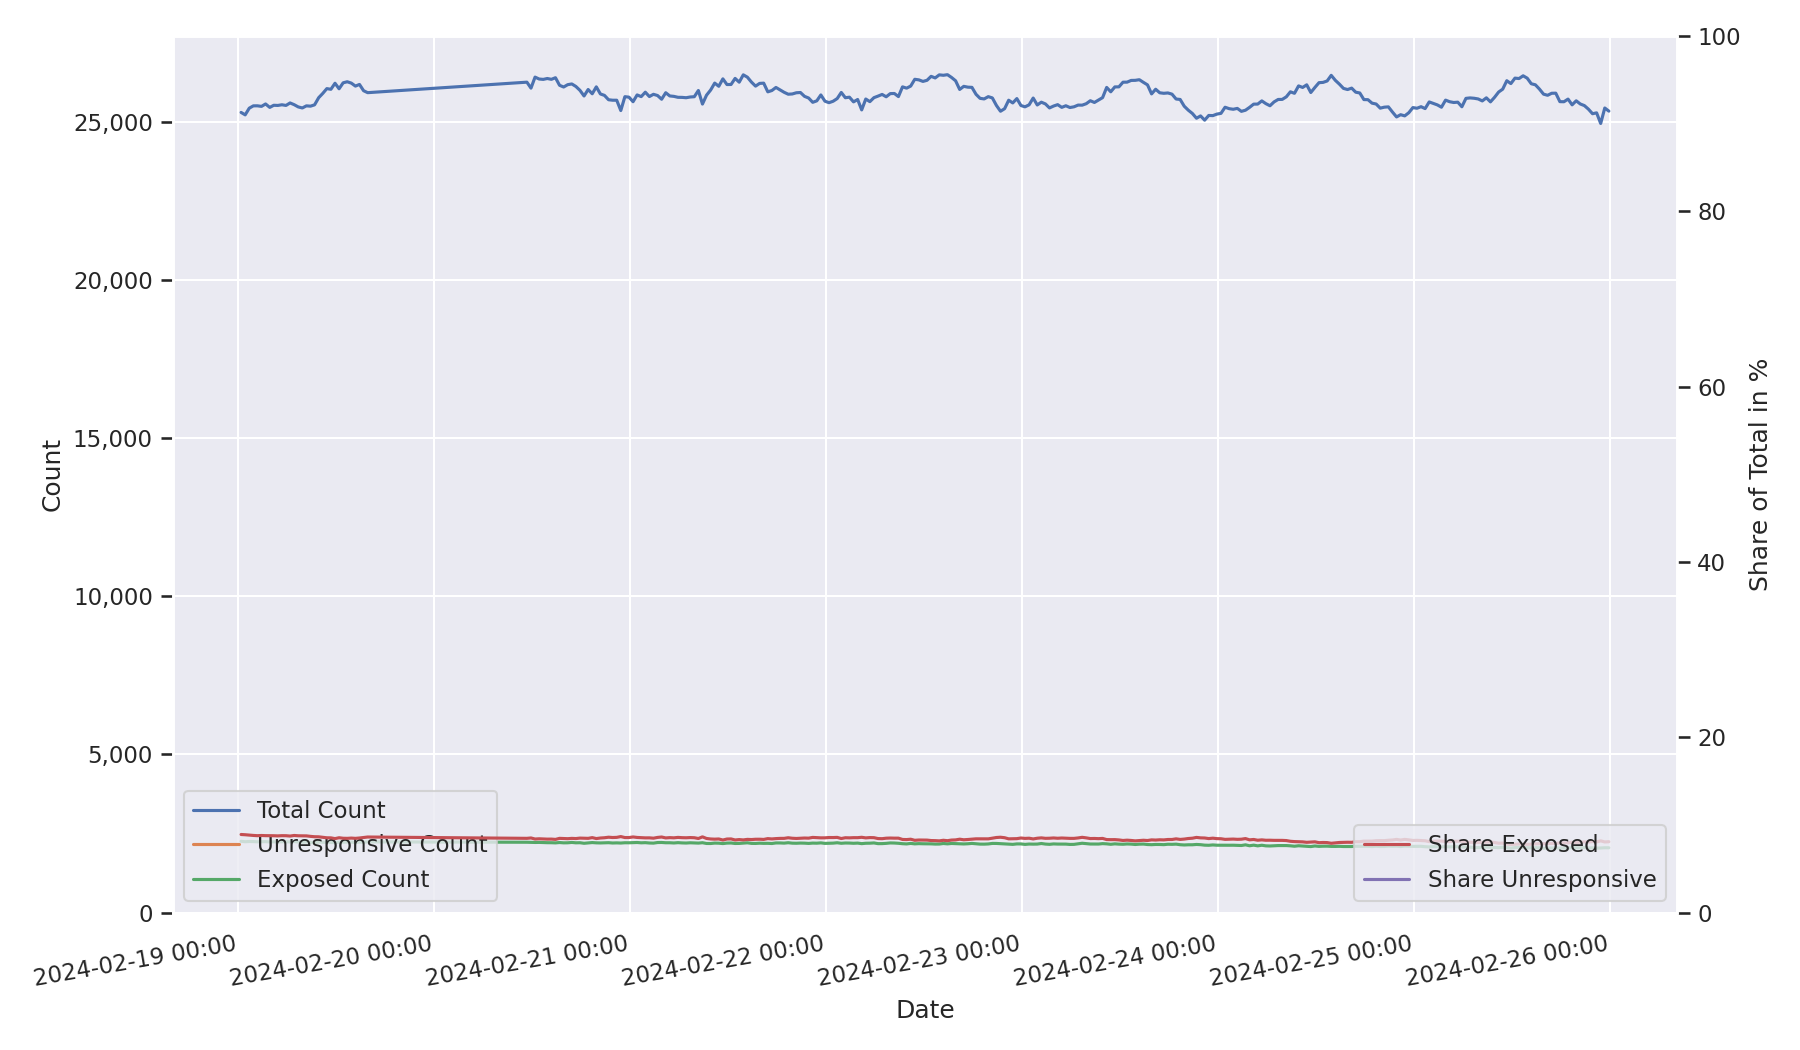 25,000
20,000
15,000
10,000
5,000
0
Count
100
80
60
40
20
0
Share of Total in %
Total Count
Unresponsive Count
Exposed Count
Share Exposed
Share Unresponsive
2024-02-19 00:00
2024-02-20 00:00
2024-02-21 00:00
2024-02-22 00:00
2024-02-23 00:00
2024-02-24 00:00
2024-02-25 00:00
2024-02-26 00:00
Date